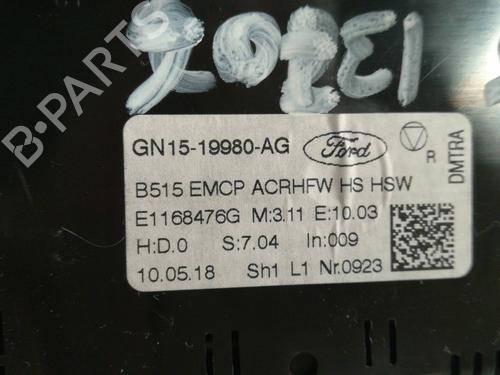 B-PARTS
GN15-19980-AG Ford R
DMTRA
B515 EMCP ACRHFW HS HSW
E1168476G M:3.11 E:10.03
H:D.0 S:7.04 In:009
10.05.18 Sh1 L1 Nr.0923